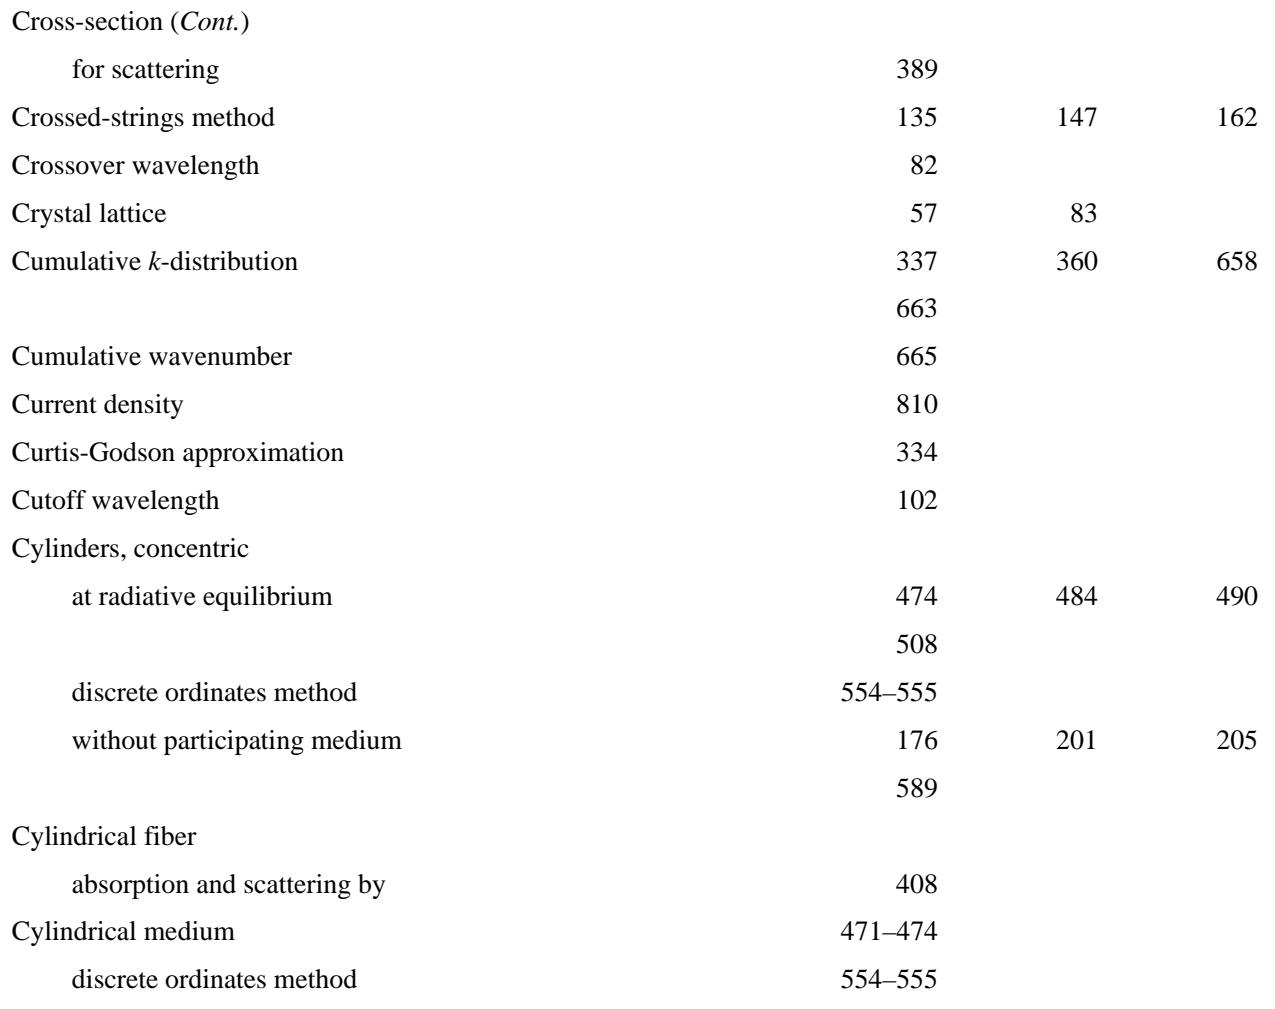 Cross-section (Cont.)
for scattering 389
Crossed-strings method 135 147 162
Crossover wavelength 82
Crystal lattice 57 83
Cumulative k-distribution 337 360 658
663
Cumulative wavenumber 665
Current density 810
Curtis-Godson approximation 334
Cutoff wavelength 102
Cylinders, concentric
at radiative equilibrium 474 484 490
508
discrete ordinates method 554–555
without participating medium 176 201 205
589
Cylindrical fiber
absorption and scattering by 408
Cylindrical medium 471–474
discrete ordinates method 554–555